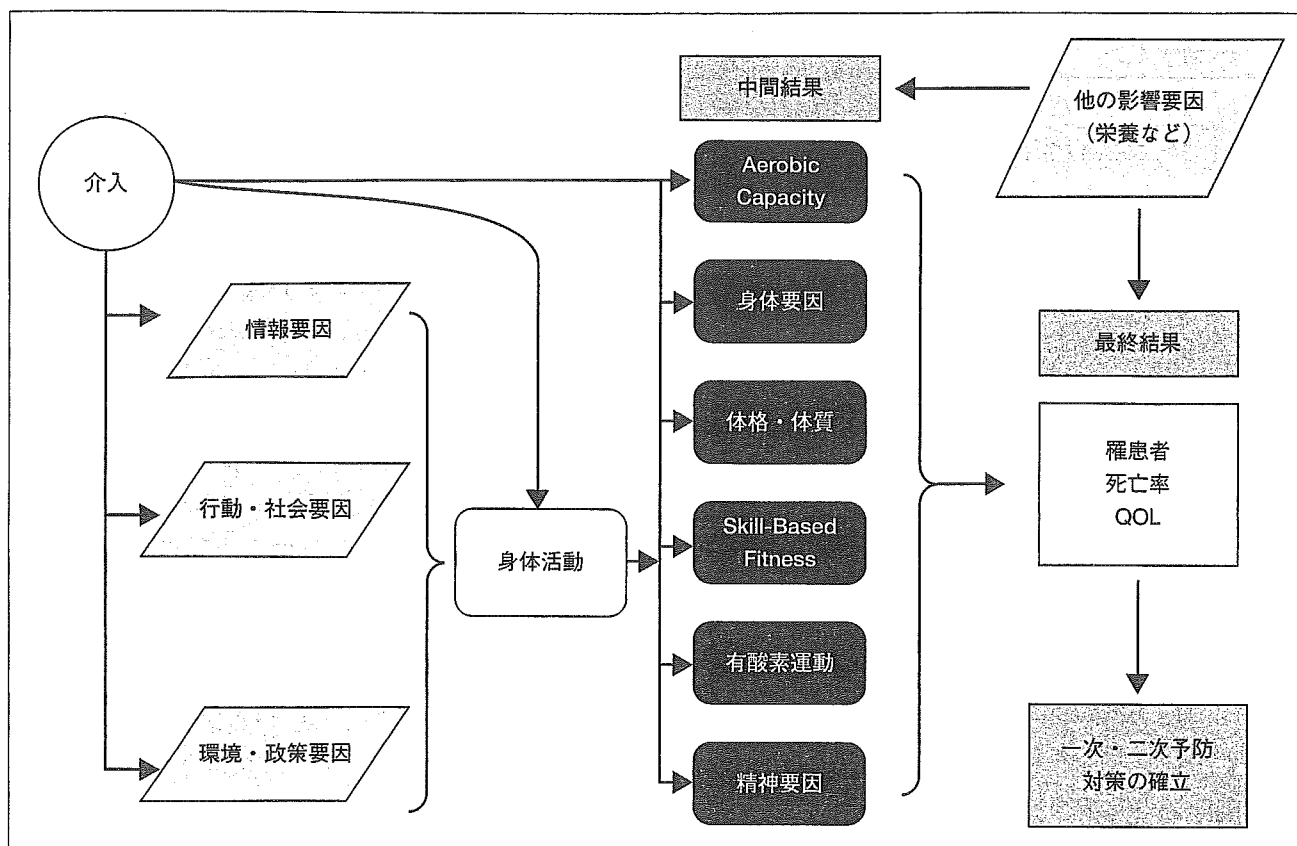 介入
情報要因
行動・社会要因
環境・政策要因
身体活動
中間結果
Aerobic
Capacity
身体要因
体格・体質
Skill-Based
Fitness
有酸素運動
精神要因
他の影響要因
（栄養など）
最終結果
罹患者
死亡率
QOL
一次・二次予防
対策の確立